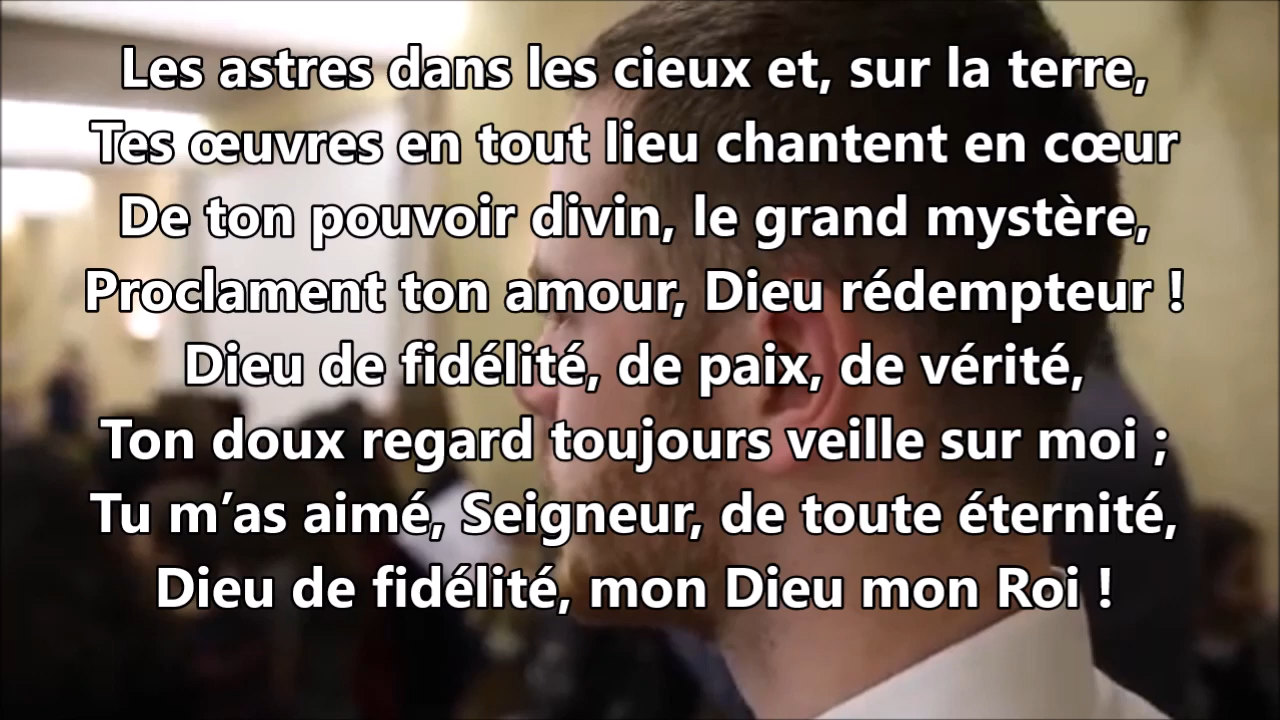 Les astres dans les cieux et, sur la terre,
Tes œuvres en tout lieu chantent en cœur
De ton pouvoir divin, le grand mystère,
Proclament ton amour, Dieu rédempteur !
Dieu de fidélité, de paix, de vérité,
Ton doux regard toujours veille sur moi ;
Tu m’as aimé, Seigneur, de toute éternité,
Dieu de fidélité, mon Dieu mon Roi !